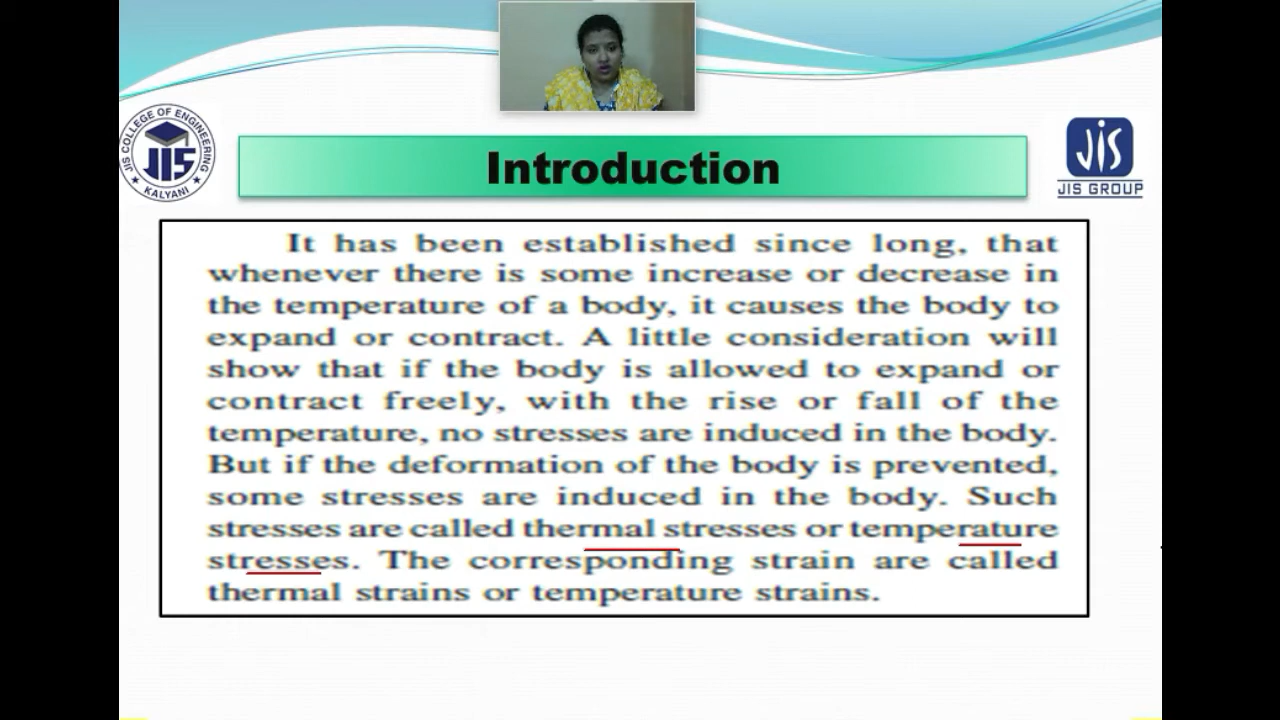 JIS COLLEGE OF ENGINEERING
JIS
KALYANI
Introduction
JIS
JIS GROUP
It has been established since long, that
whenever there is some increase or decrease in
the temperature of a body, it causes the body to
expand or contract. A little consideration will
show that if the body is allowed to expand or
contract freely, with the rise or fall of the
temperature, no stresses are induced in the body.
But if the deformation of the body is prevented,
some stresses are induced in the body. Such
stresses are called thermal stresses or temperature
stresses. The corresponding strain are called
thermal strains or temperature strains.